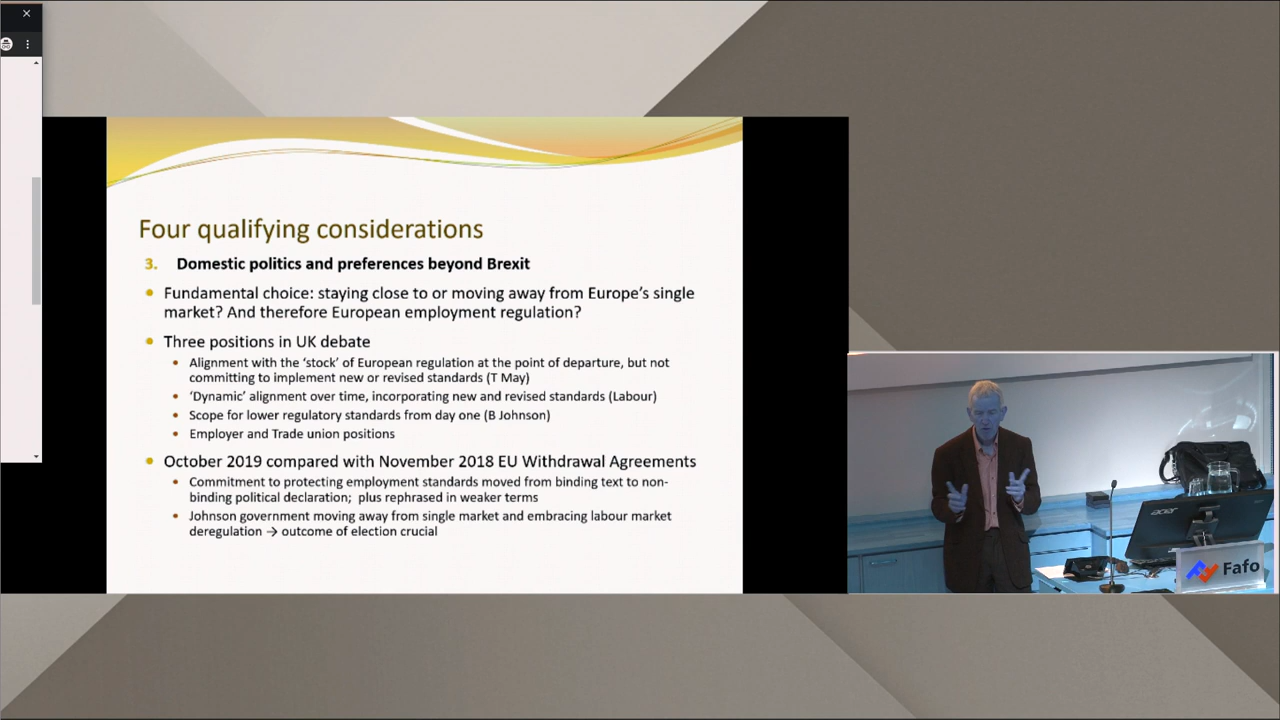 Four qualifying considerations
3. Domestic politics and preferences beyond Brexit
Fundamental choice: staying close to or moving away from Europe's single
market? And therefore European employment regulation?
Three positions in UK debate
Alignment with the 'stock' of European regulation at the point of departure, but not
committing to implement new or revised standards (T May)
'Dynamic' alignment over time, incorporating new and revised standards (Labour)
Scope for lower regulatory standards from day one (B Johnson)
Employer and Trade union positions
October 2019 compared with November 2018 EU Withdrawal Agreements
Commitment to protecting employment standards moved from binding text to non-
binding political declaration; plus rephrased in weaker terms
Johnson government moving away from single market and embracing labour market
deregulation → outcome of election crucial
acer
Fafo